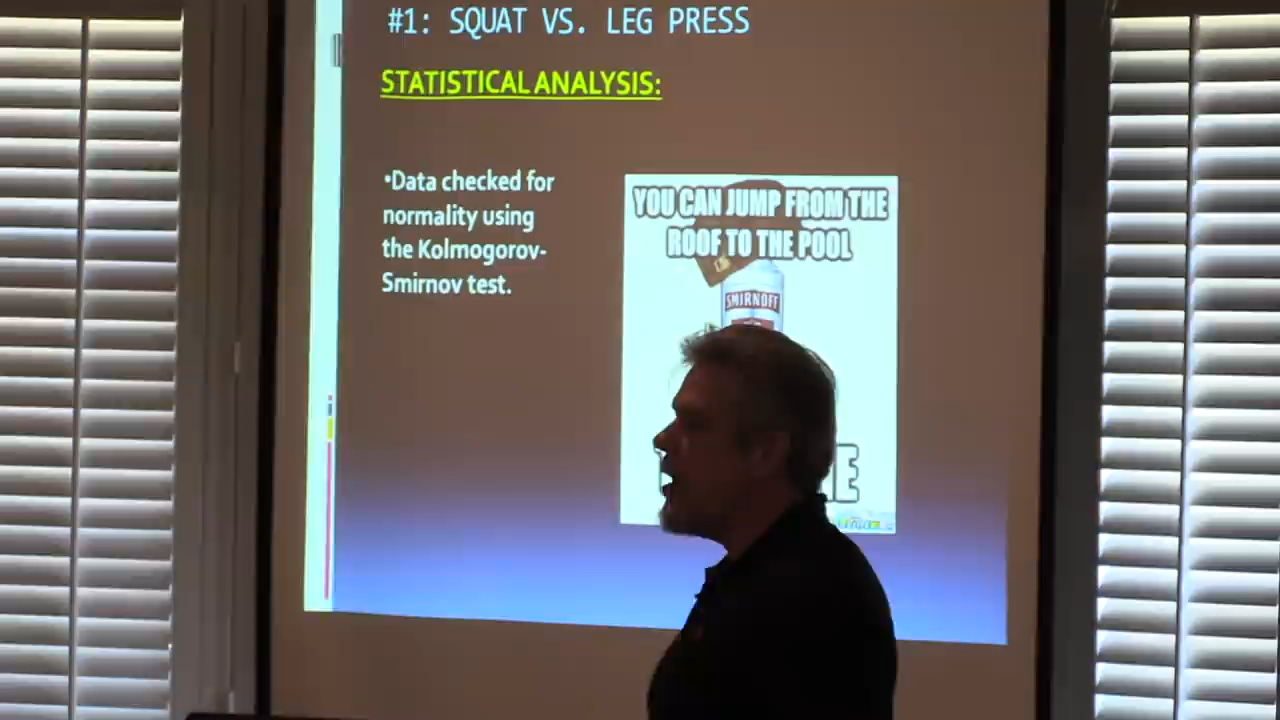 #1: SQUAT VS. LEG PRESS
STATISTICAL ANALYSIS:
•Data checked for
normality using
the Kolmogorov-
Smirnov test.
YOU CAN JUMP FROM THE
ROOF TO THE POOL
SMIRNOFF